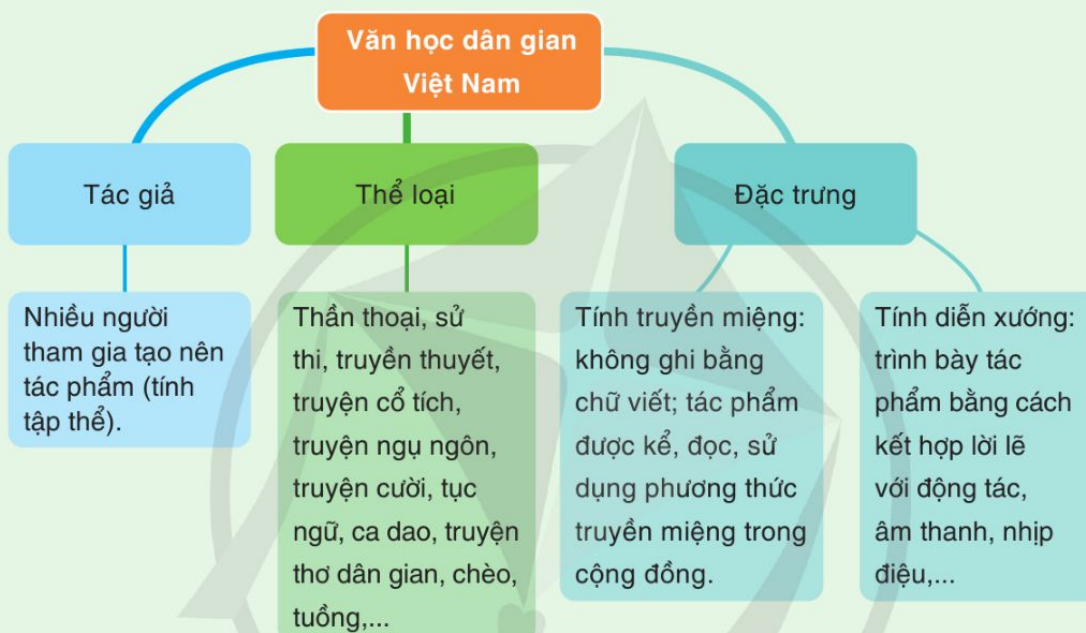 Văn học dân gian
Việt Nam
Tác giả
Thể loại
Đặc trưng
Nhiều người
tham gia tạo nên
tác phẩm (tính
tập thể).
Thần thoại, sử
thi, truyền thuyết,
truyện cổ tích,
truyện ngụ ngôn,
truyện cười, tục
ngữ, ca dao, truyện
thơ dân gian, chèo,
tuồng,...
Tính truyền miệng:
không ghi bằng
chữ viết; tác phẩm
được kể, đọc, sử
dụng phương thức
truyền miệng trong
cộng đồng.
Tính diễn xướng:
trình bày tác
phẩm bằng cách
kết hợp lời lẽ
với động tác,
âm thanh, nhịp
điệu,...